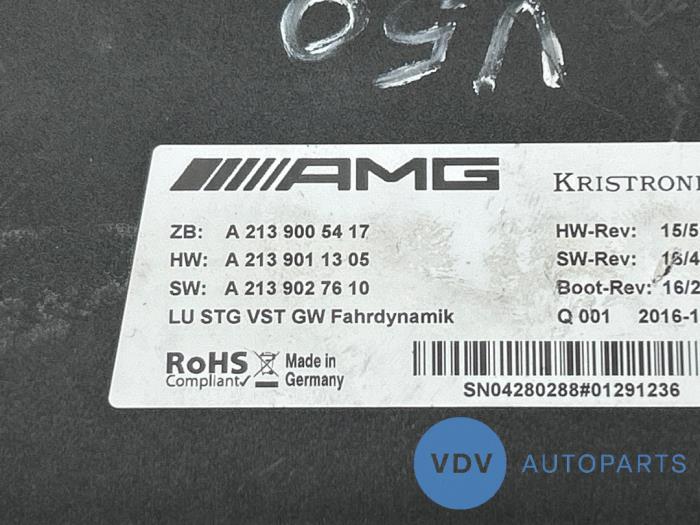 V50
AMG KRISTRONI
ZB: A 213 900 54 17 HW-Rev: 15/5
HW: A 213 901 13 05 SW-Rev: 16/4
SW: A 213 902 76 10 Boot-Rev: 16/2
LU STG VST GW Fahrdynamik Q 001 2016-1
RoHS Compliant Made in
Germany
SN04280288#01291236
VDV AUTOPARTS